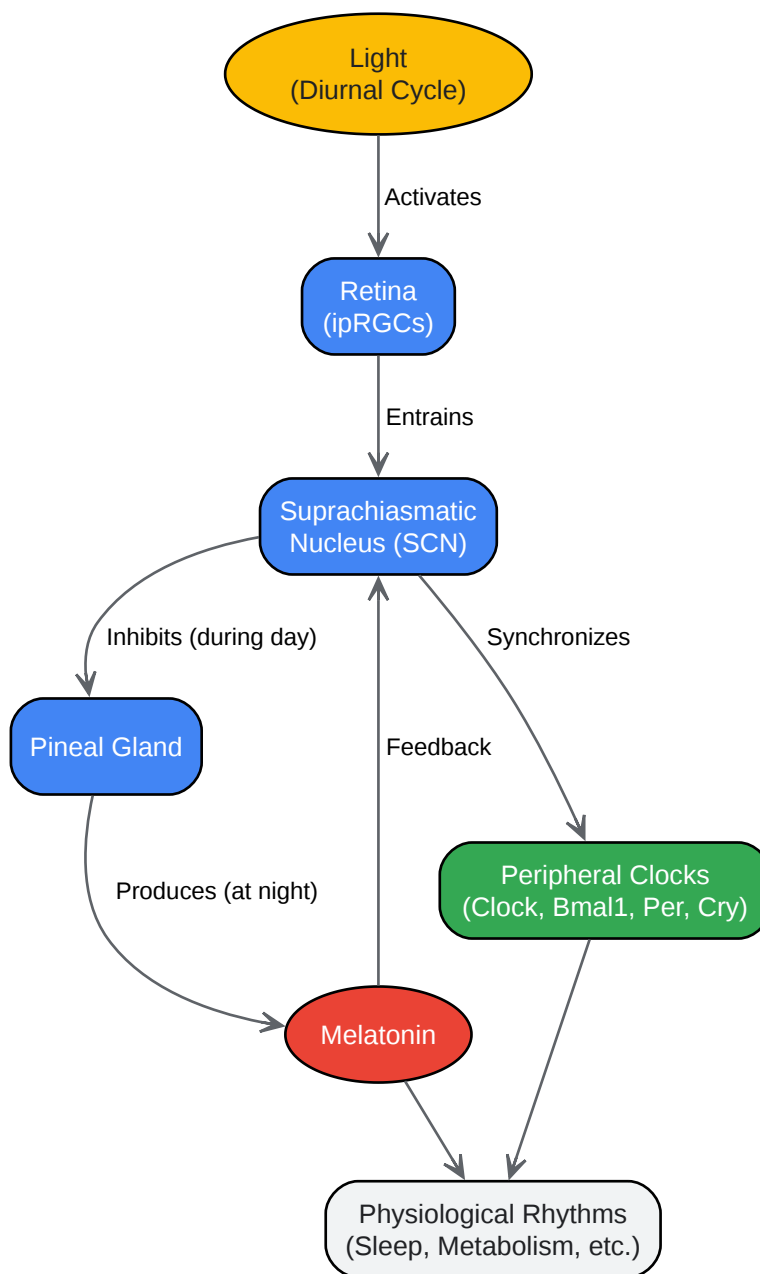 Light
(Diurnal Cycle)
Activates
Retina
(ipRGCs)
Entrains
Suprachiasmatic
Nucleus (SCN)
Inhibits (during day)
Synchronizes
Pineal Gland
Feedback
Peripheral Clocks
(Clock, Bmal1, Per, Cry)
Produces (at night)
Melatonin
Physiological Rhythms
(Sleep, Metabolism, etc.)